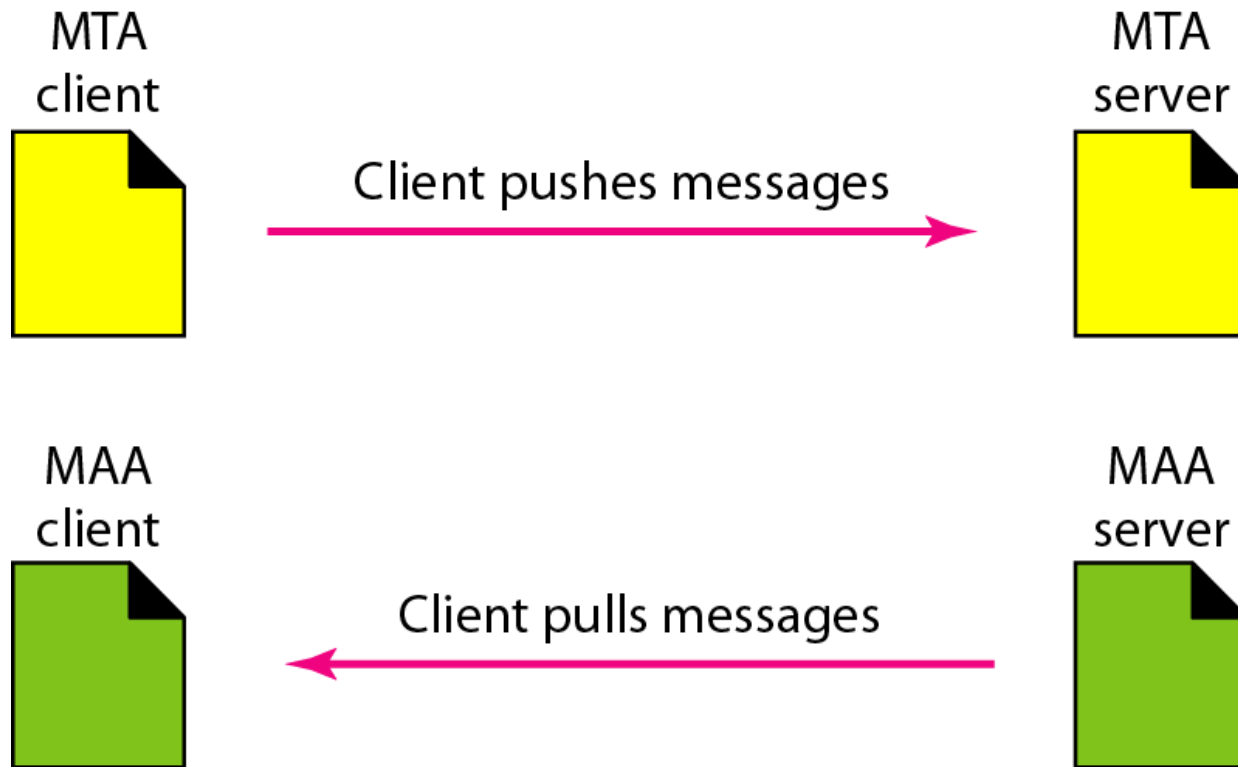 MTA
client
MTA
server
Client pushes messages
MAA
client
MAA
server
Client pulls messages